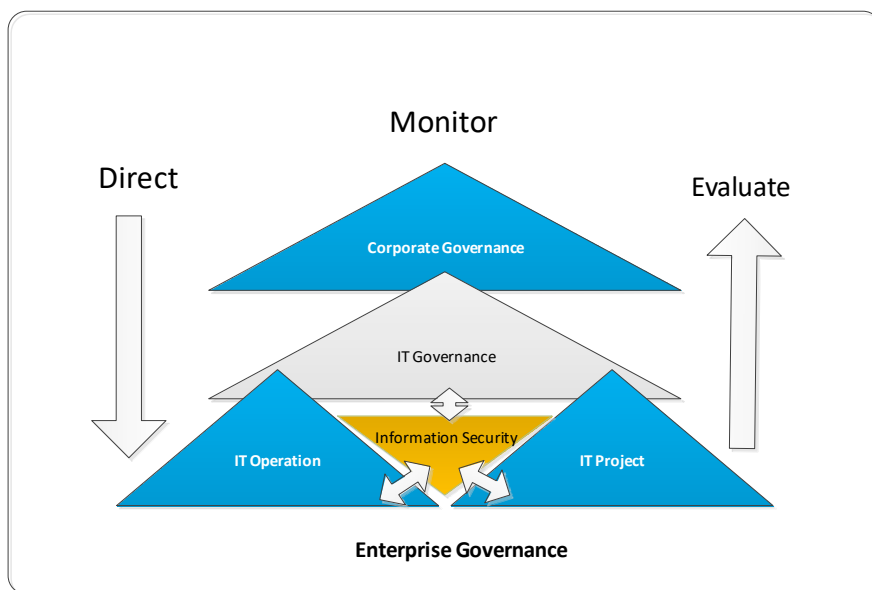 Monitor
Direct
Evaluate
Corporate Governance
IT Governance
Information Security
IT Operation
IT Project
Enterprise Governance